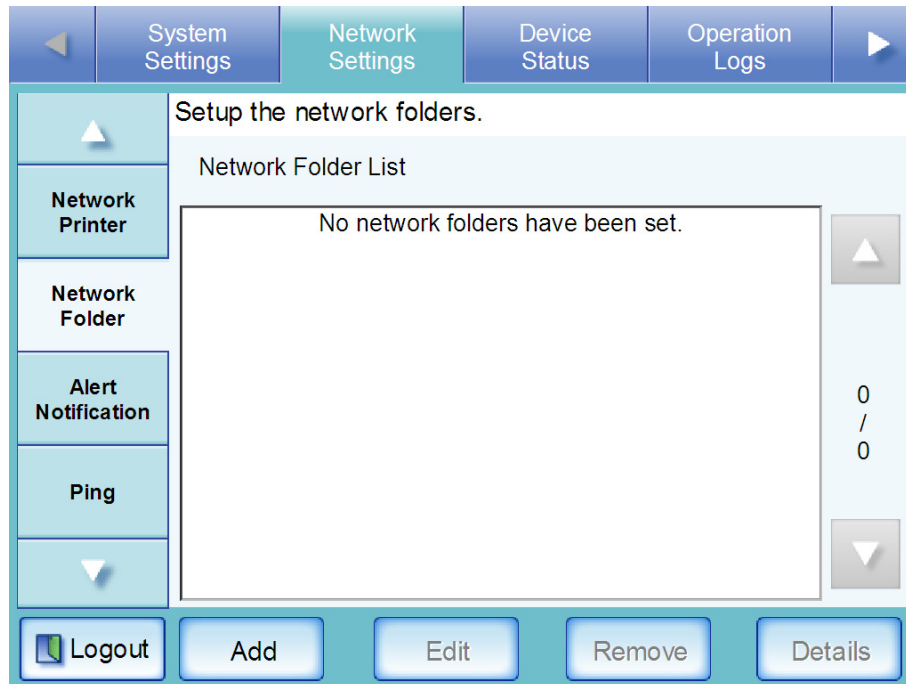 System
Settings
Network
Settings
Device
Status
Operation
Logs
Setup the network folders.
Network Folder List
No network folders have been set.
Network
Printer
Network
Folder
Alert
Notification
Ping
0
/
0
Logout
Add
Edit
Remove
Details